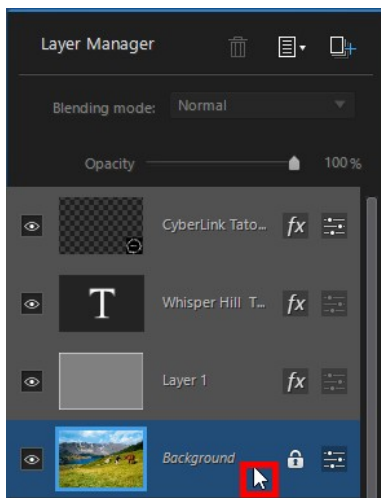 Layer Manager
Blending mode: Normal
Opacity 100 %
CyberLink Tato... fx
T Whisper Hill T... fx
Layer 1 fx
Background